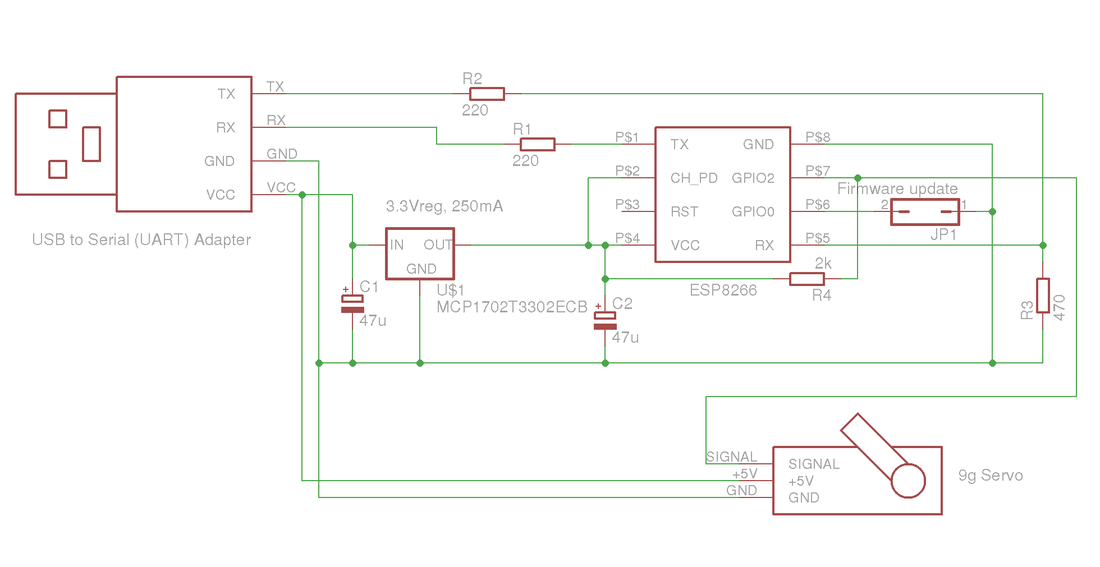 TX
RX
GND
VCC
TX
RX
GND
VCC
USB to Serial (UART) Adapter
R2
220
R1
220
3.3Vreg, 250mA
IN
OUT
GND
U$1
MCP1702T3302ECB
+
C1
47u
+
C2
47u
P$1
P$2
P$3
P$4
TX
CH_PD
RST
VCC
GND
GPIO2
GPIO0
RX
P$8
P$7
P$6
P$5
ESP8266
Firmware update
2
1
JP1
2k
R4
R3
470
SIGNAL
+5V
GND
SIGNAL
+5V
GND
9g Servo